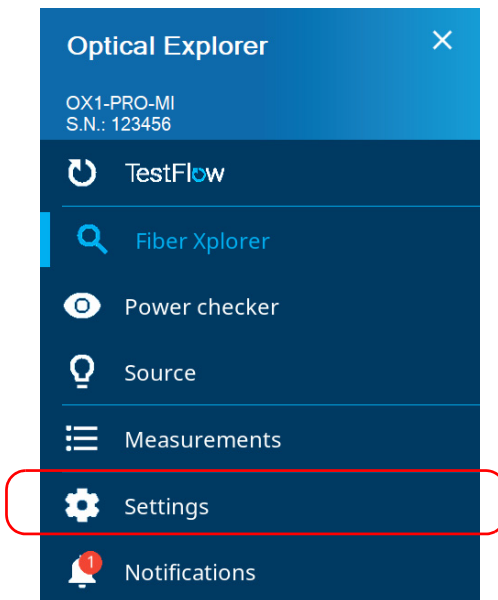 Optical Explorer
OX1-PRO-MI
S.N.: 123456
TestFlow
Fiber Xplorer
Power checker
Source
Measurements
Settings
1
Notifications